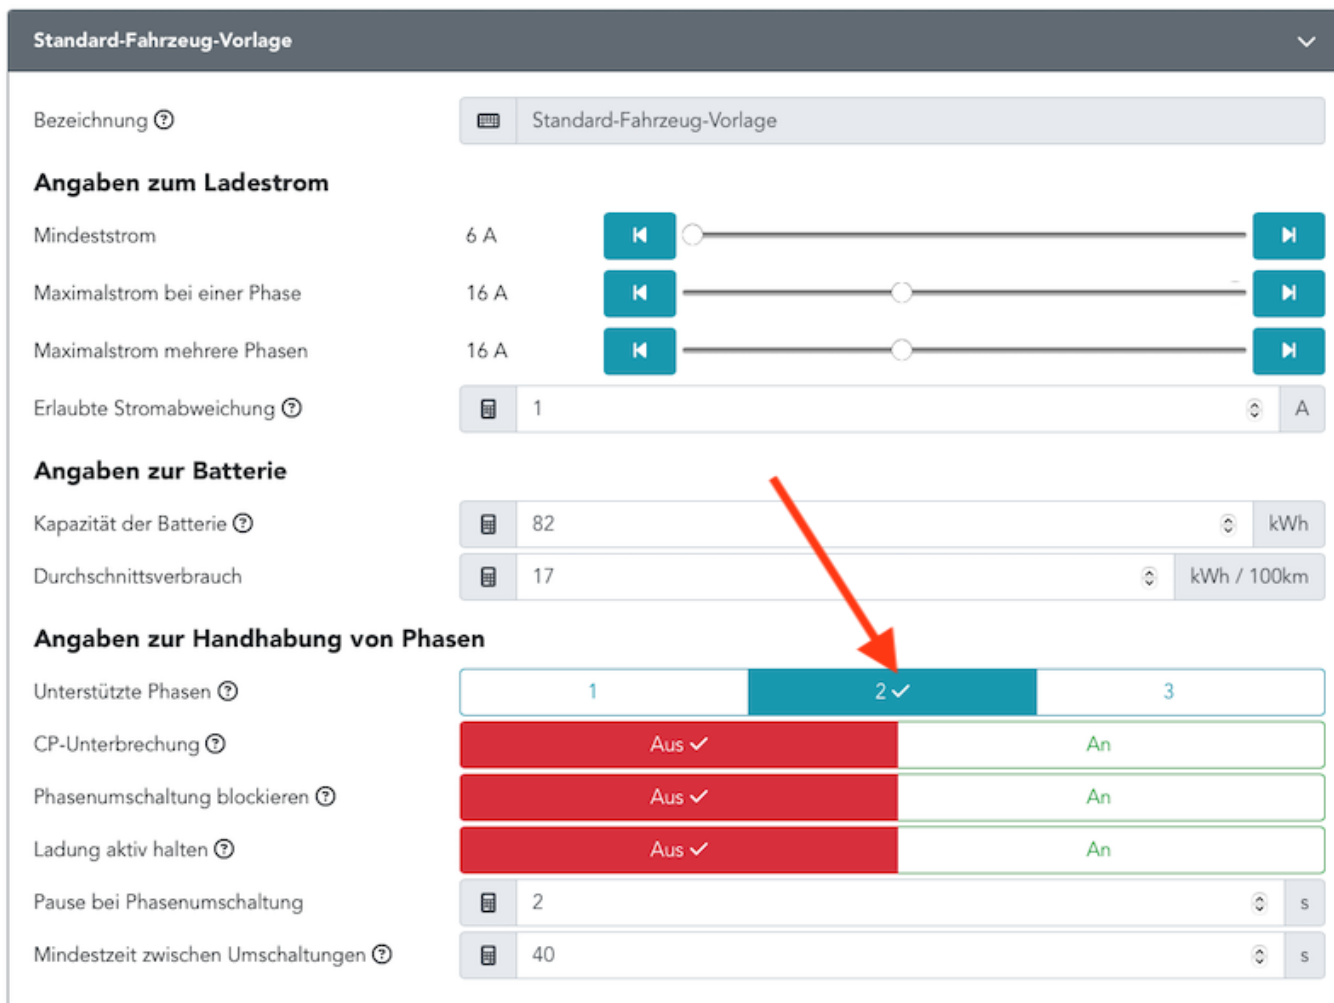 Standard-Fahrzeug-Vorlage
Bezeichnung Standard-Fahrzeug-Vorlage
Angaben zum Ladestrom
Mindeststrom 6 A
Maximalstrom bei einer Phase 16 A
Maximalstrom mehrere Phasen 16 A
Erlaubte Stromabweichung 1 A
Angaben zur Batterie
Kapazität der Batterie 82 kWh
Durchschnittsverbrauch 17 kWh / 100km
Angaben zur Handhabung von Phasen
Unterstützte Phasen 1 2 3
CP-Unterbrechung Aus An
Phasenumschaltung blockieren Aus An
Ladung aktiv halten Aus An
Pause bei Phasenumschaltung 2 s
Mindestzeit zwischen Umschaltungen 40 s